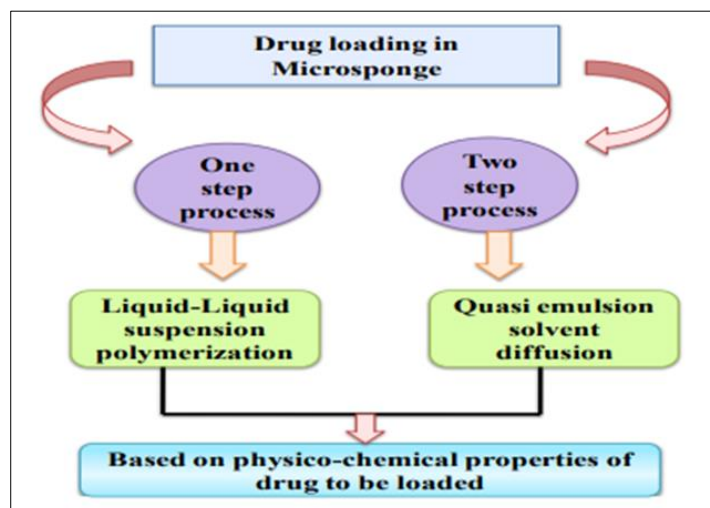 Drug loading in
Microsponge
One
step
process
Two
step
process
Liquid-Liquid
suspension
polymerization
Quasi emulsion
solvent
diffusion
Based on physico-chemical properties of
drug to be loaded